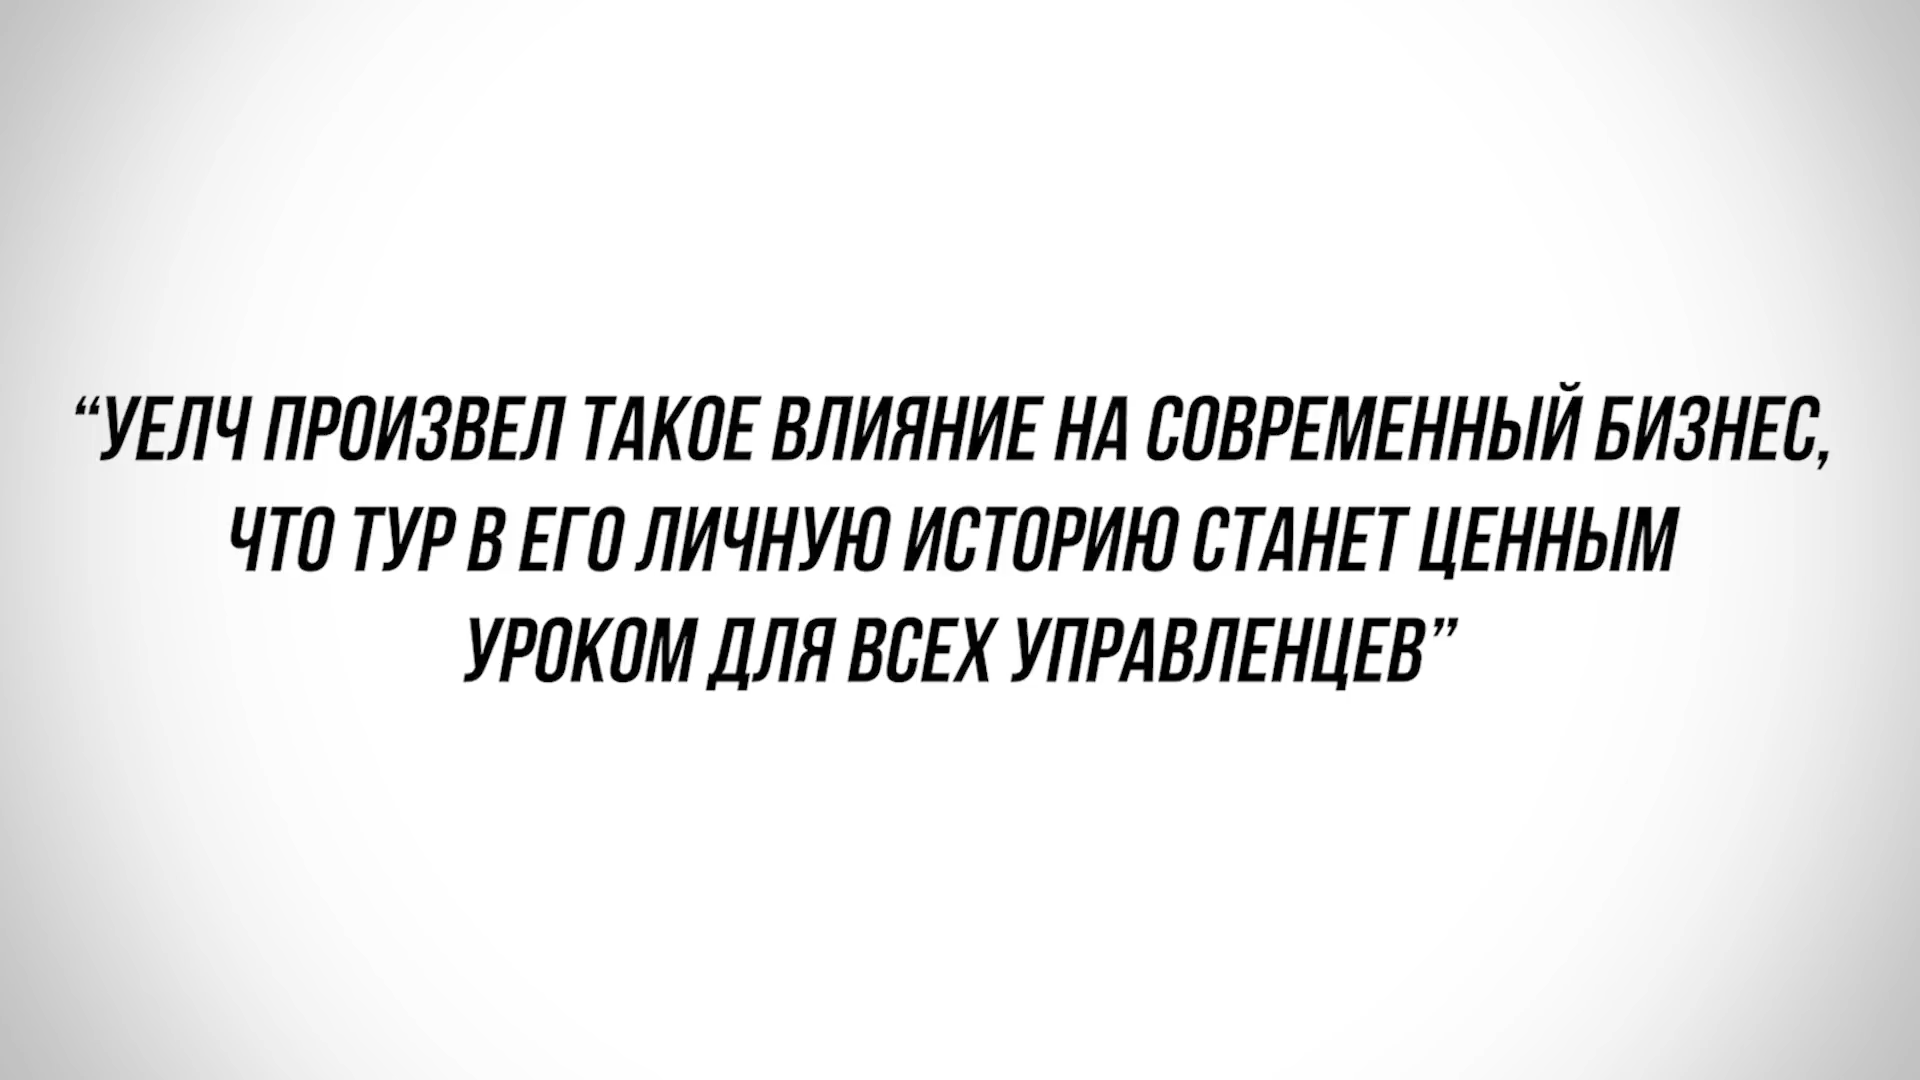 “УЕЛЧ ПРОИЗВЕЛ ТАКОЕ ВЛИЯНИЕ НА СОВРЕМЕННЫЙ БИЗНЕС,
ЧТО ТУР В ЕГО ЛИЧНУЮ ИСТОРИЮ СТАНЕТ ЦЕННЫМ
УРОКОМ ДЛЯ ВСЕХ УПРАВЛЕНЦЕВ”